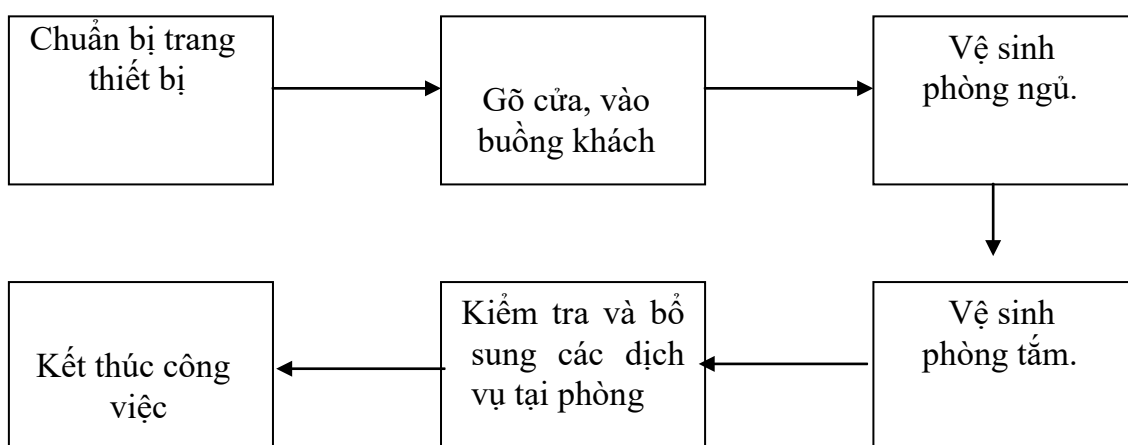 Chuẩn bị trang
thiết bị
Gõ cửa, vào
buồng khách
Vệ sinh
phòng ngủ.
Vệ sinh
phòng tắm.
Kiểm tra và bổ
sung các dịch
vụ tại phòng
Kết thúc công
việc